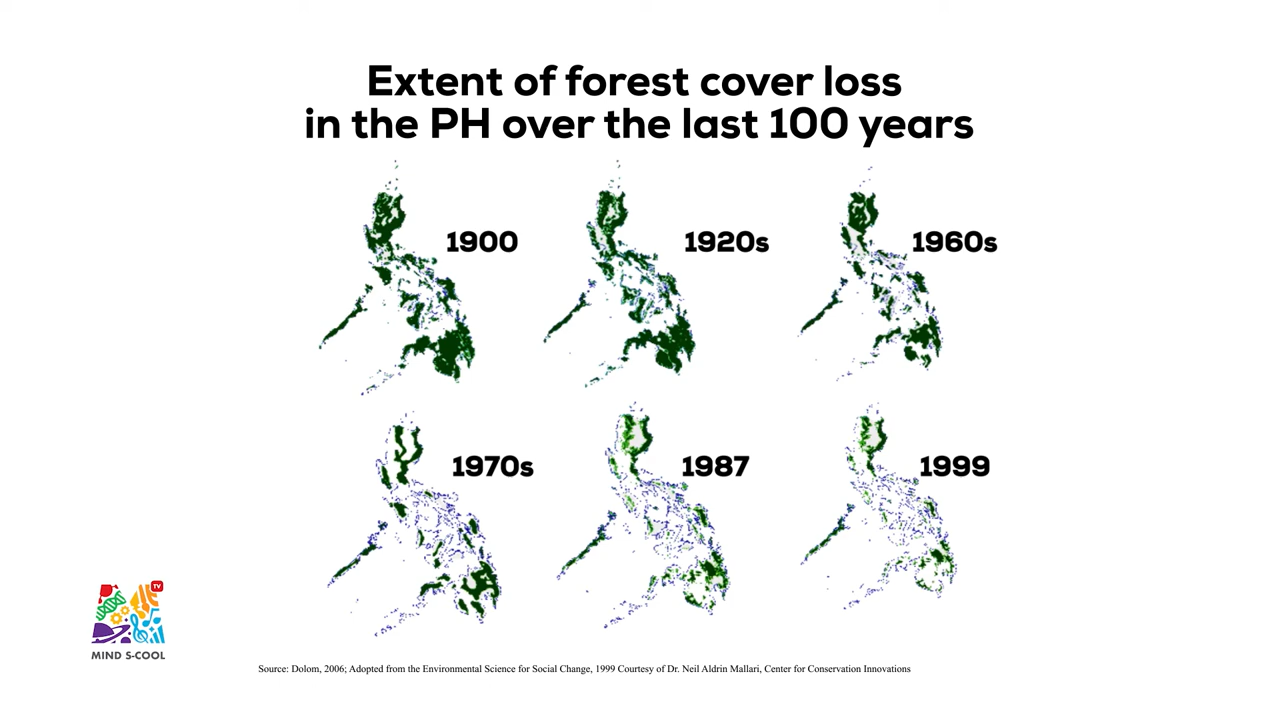 Extent of forest cover loss
in the PH over the last 100 years
1900
1920s
1960s
1970s
1987
1999
TV
MIND S-COOL
Source: Dolom, 2006; Adopted from the Environmental Science for Social Change, 1999 Courtesy of Dr. Neil Aldrin Mallari, Center for Conservation Innovations